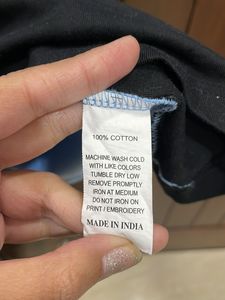 100% COTTON
MACHINE WASH COLD
WITH LIKE COLORS
TUMBLE DRY LOW
REMOVE PROMPTLY
IRON AT MEDIUM
DO NOT IRON ON
PRINT / EMBROIDERY
MADE IN INDIA